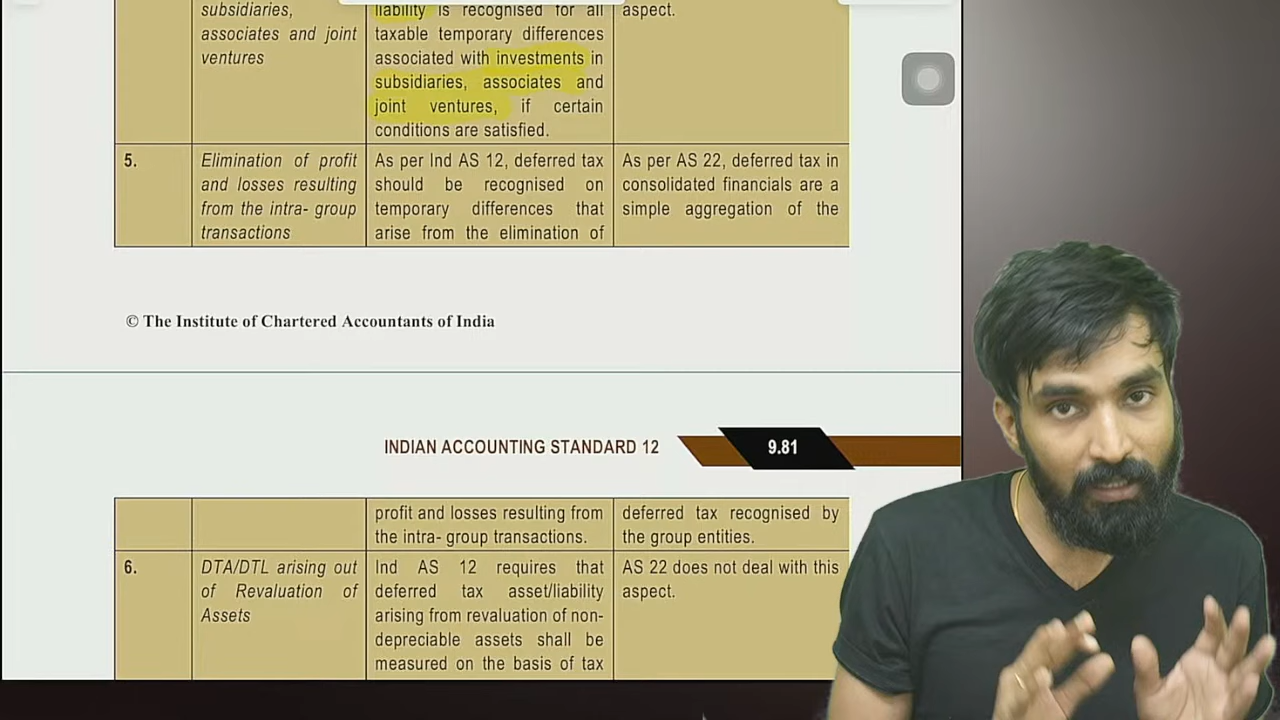 subsidiaries,
associates and joint
ventures
liability is recognised for all
taxable temporary differences
associated with investments in
subsidiaries, associates and
joint ventures, if certain
conditions are satisfied.
aspect.
5.
Elimination of profit
and losses resulting
from the intra- group
transactions
As per Ind AS 12, deferred tax
should be recognised on
temporary differences that
arise from the elimination of
As per AS 22, deferred tax in
consolidated financials are a
simple aggregation of the
© The Institute of Chartered Accountants of India
INDIAN ACCOUNTING STANDARD 12
9.81
profit and losses resulting from
the intra- group transactions.
deferred tax recognised by
the group entities.
6.
DTA/DTL arising out
of Revaluation of
Assets
Ind AS 12 requires that
deferred tax asset/liability
arising from revaluation of non-
depreciable assets shall be
measured on the basis of tax
AS 22 does not deal with this
aspect.